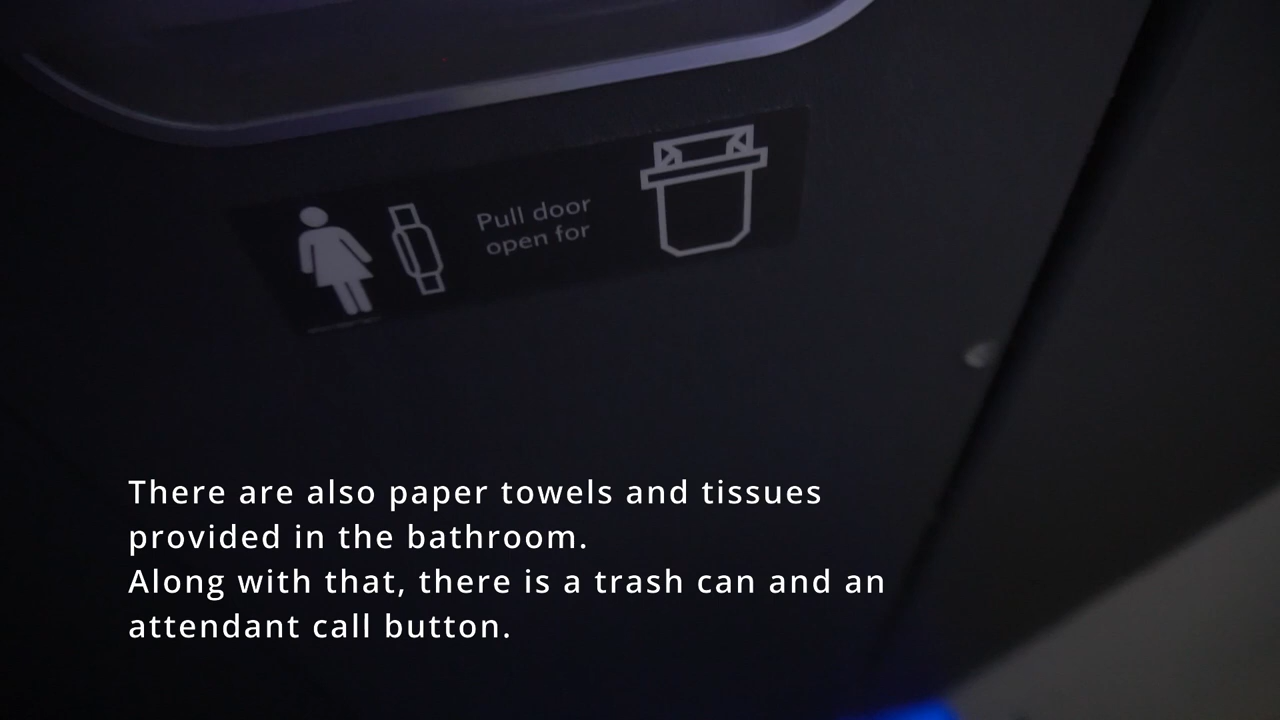 Pull door
open for
There are also paper towels and tissues
provided in the bathroom.
Along with that, there is a trash can and an
attendant call button.